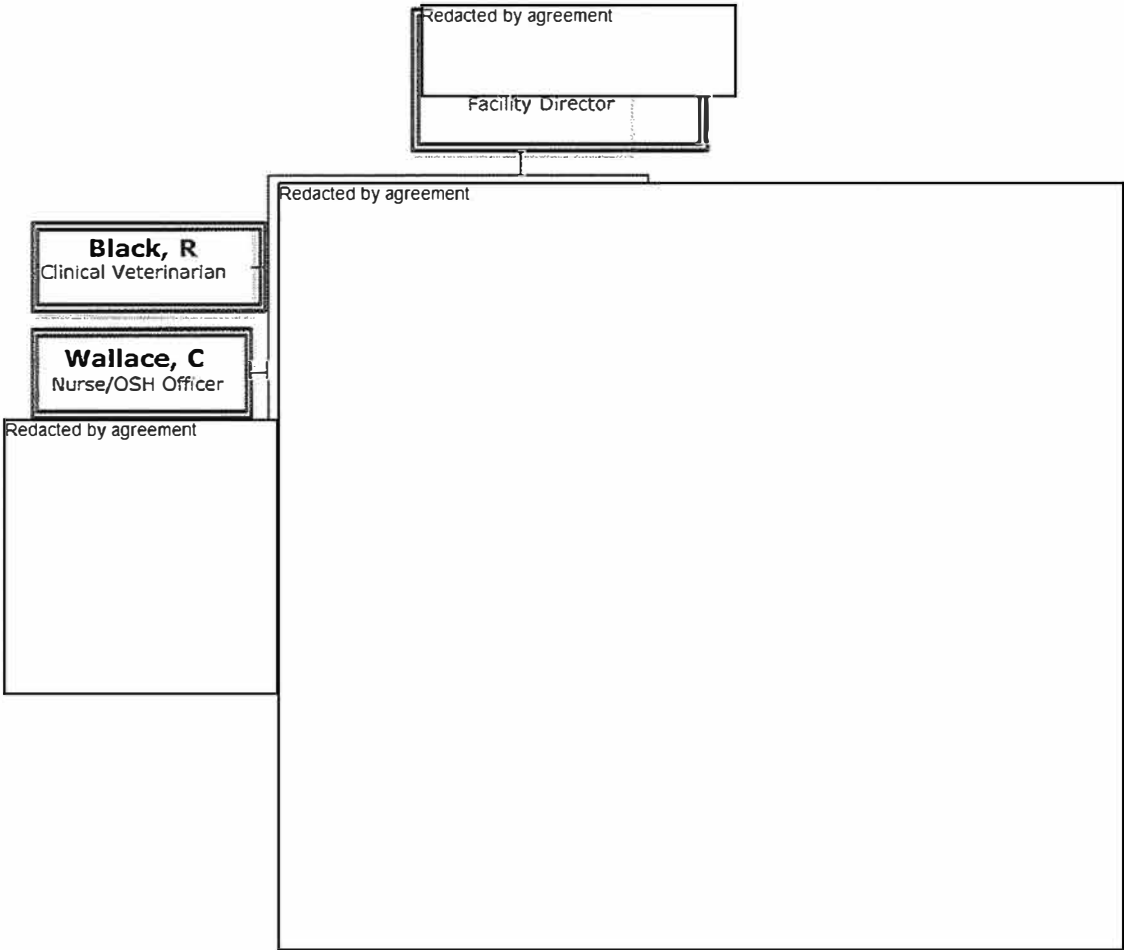 Redacted by agreement
Facility Director
Redacted by agreement
Black, R
Clinical Veterinarian
Wallace, C
Nurse/OSH Officer
Redacted by agreement